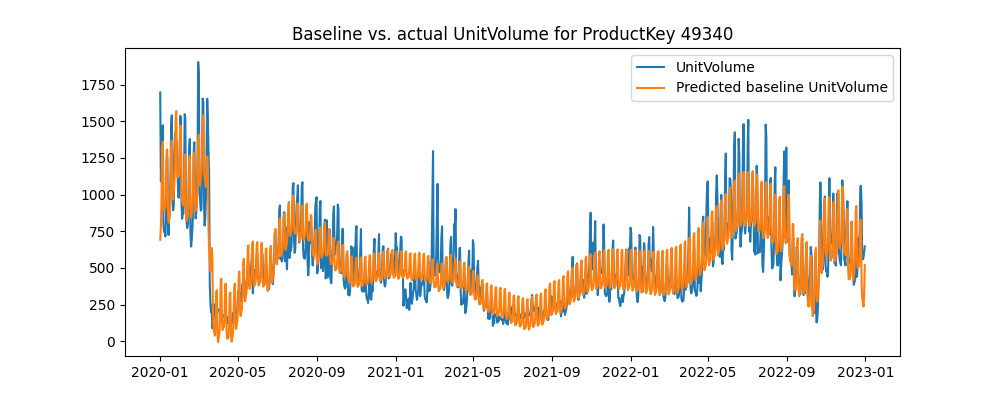 Baseline vs. actual UnitVolume for ProductKey 49340
UnitVolume
Predicted baseline UnitVolume
1750
1500
1250
1000
750
500
250
0
2020-01 2020-05 2020-09 2021-01 2021-05 2021-09 2022-01 2022-05 2022-09 2023-01